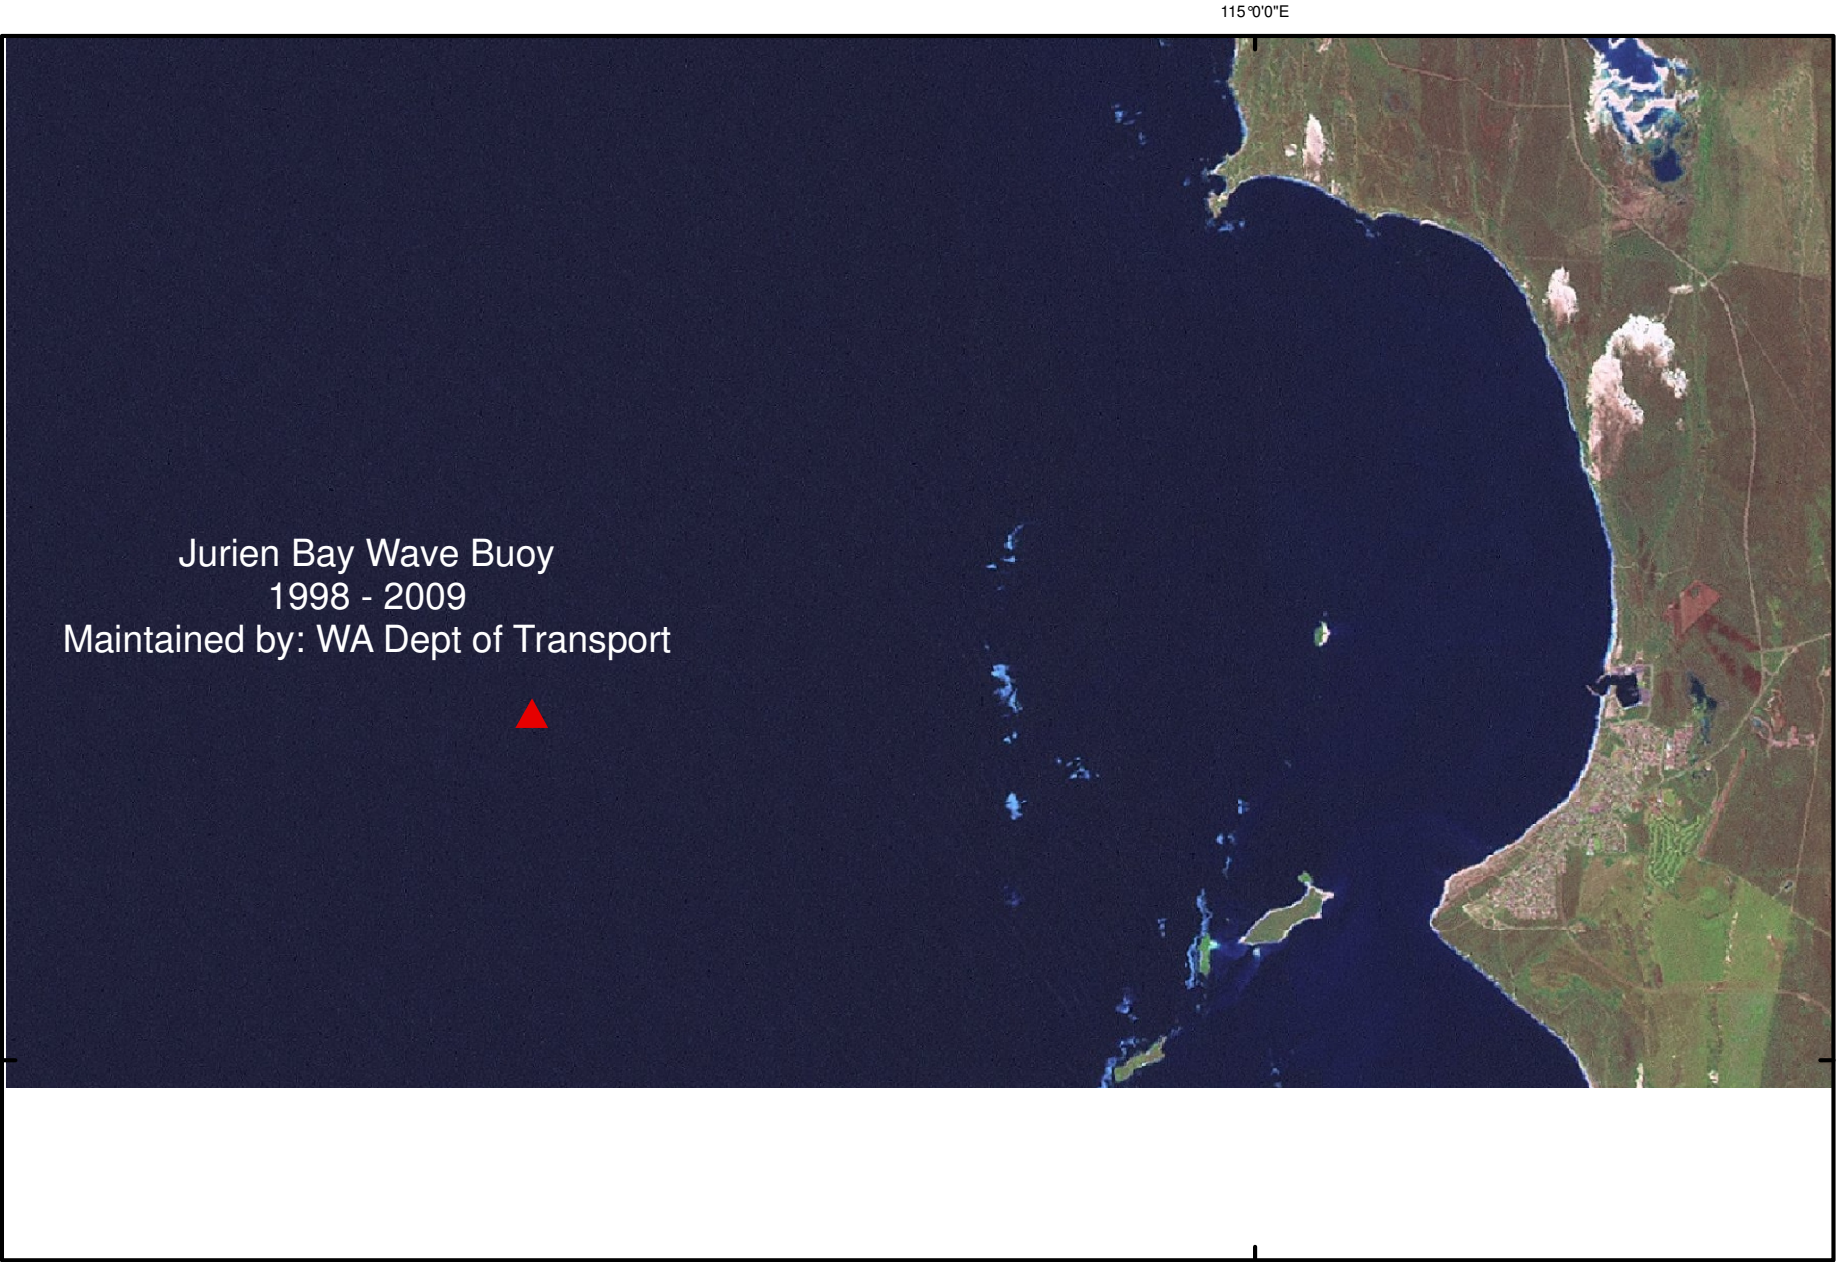 115°0'0"E
Jurien Bay Wave Buoy
1998 - 2009
Maintained by: WA Dept of Transport